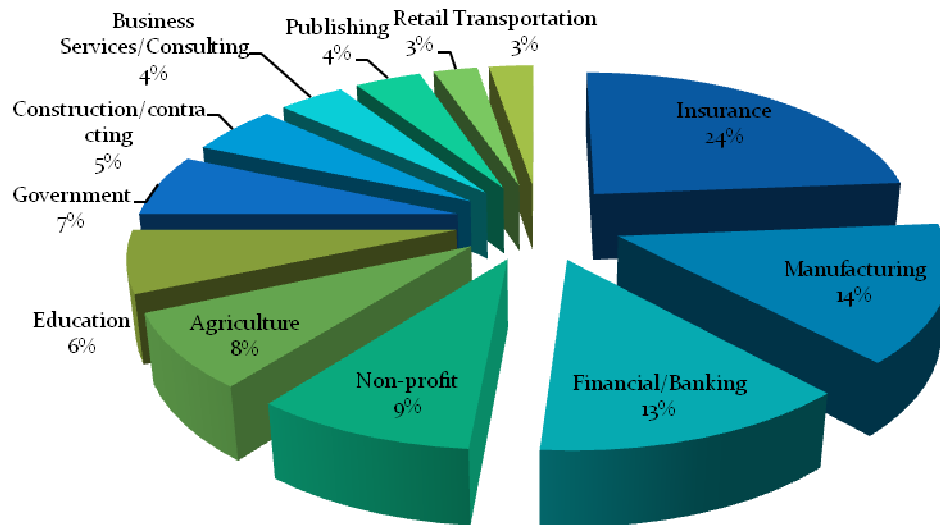 Business
Services/Consulting
4%
Publishing
4%
Retail
3%
Transportation
3%
Insurance
24%
Manufacturing
14%
Financial/Banking
13%
Non-profit
9%
Agriculture
8%
Education
6%
Government
7%
Construction/contra
cting
5%